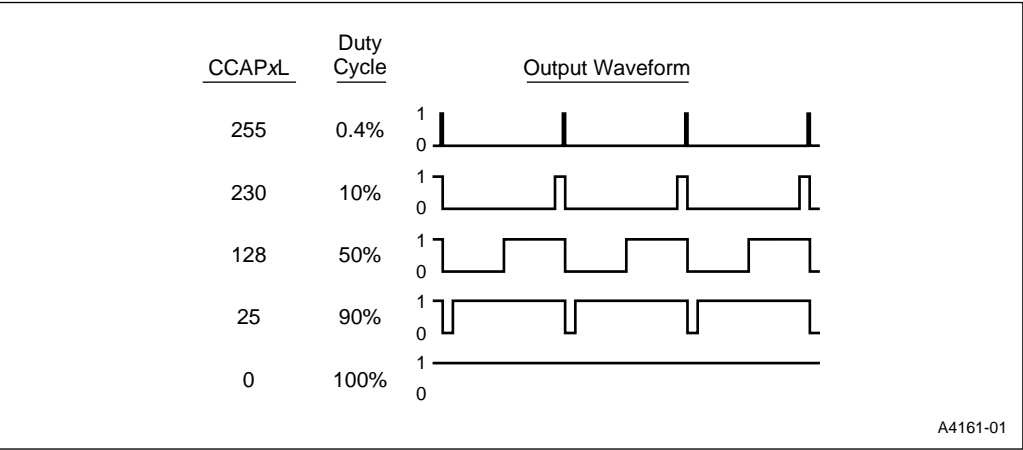 Duty
CCAPxL Cycle Output Waveform
255 0.4% 1
0
230 10% 1
0
128 50% 1
0
25 90% 1
0
0 100% 1
0
A4161-01